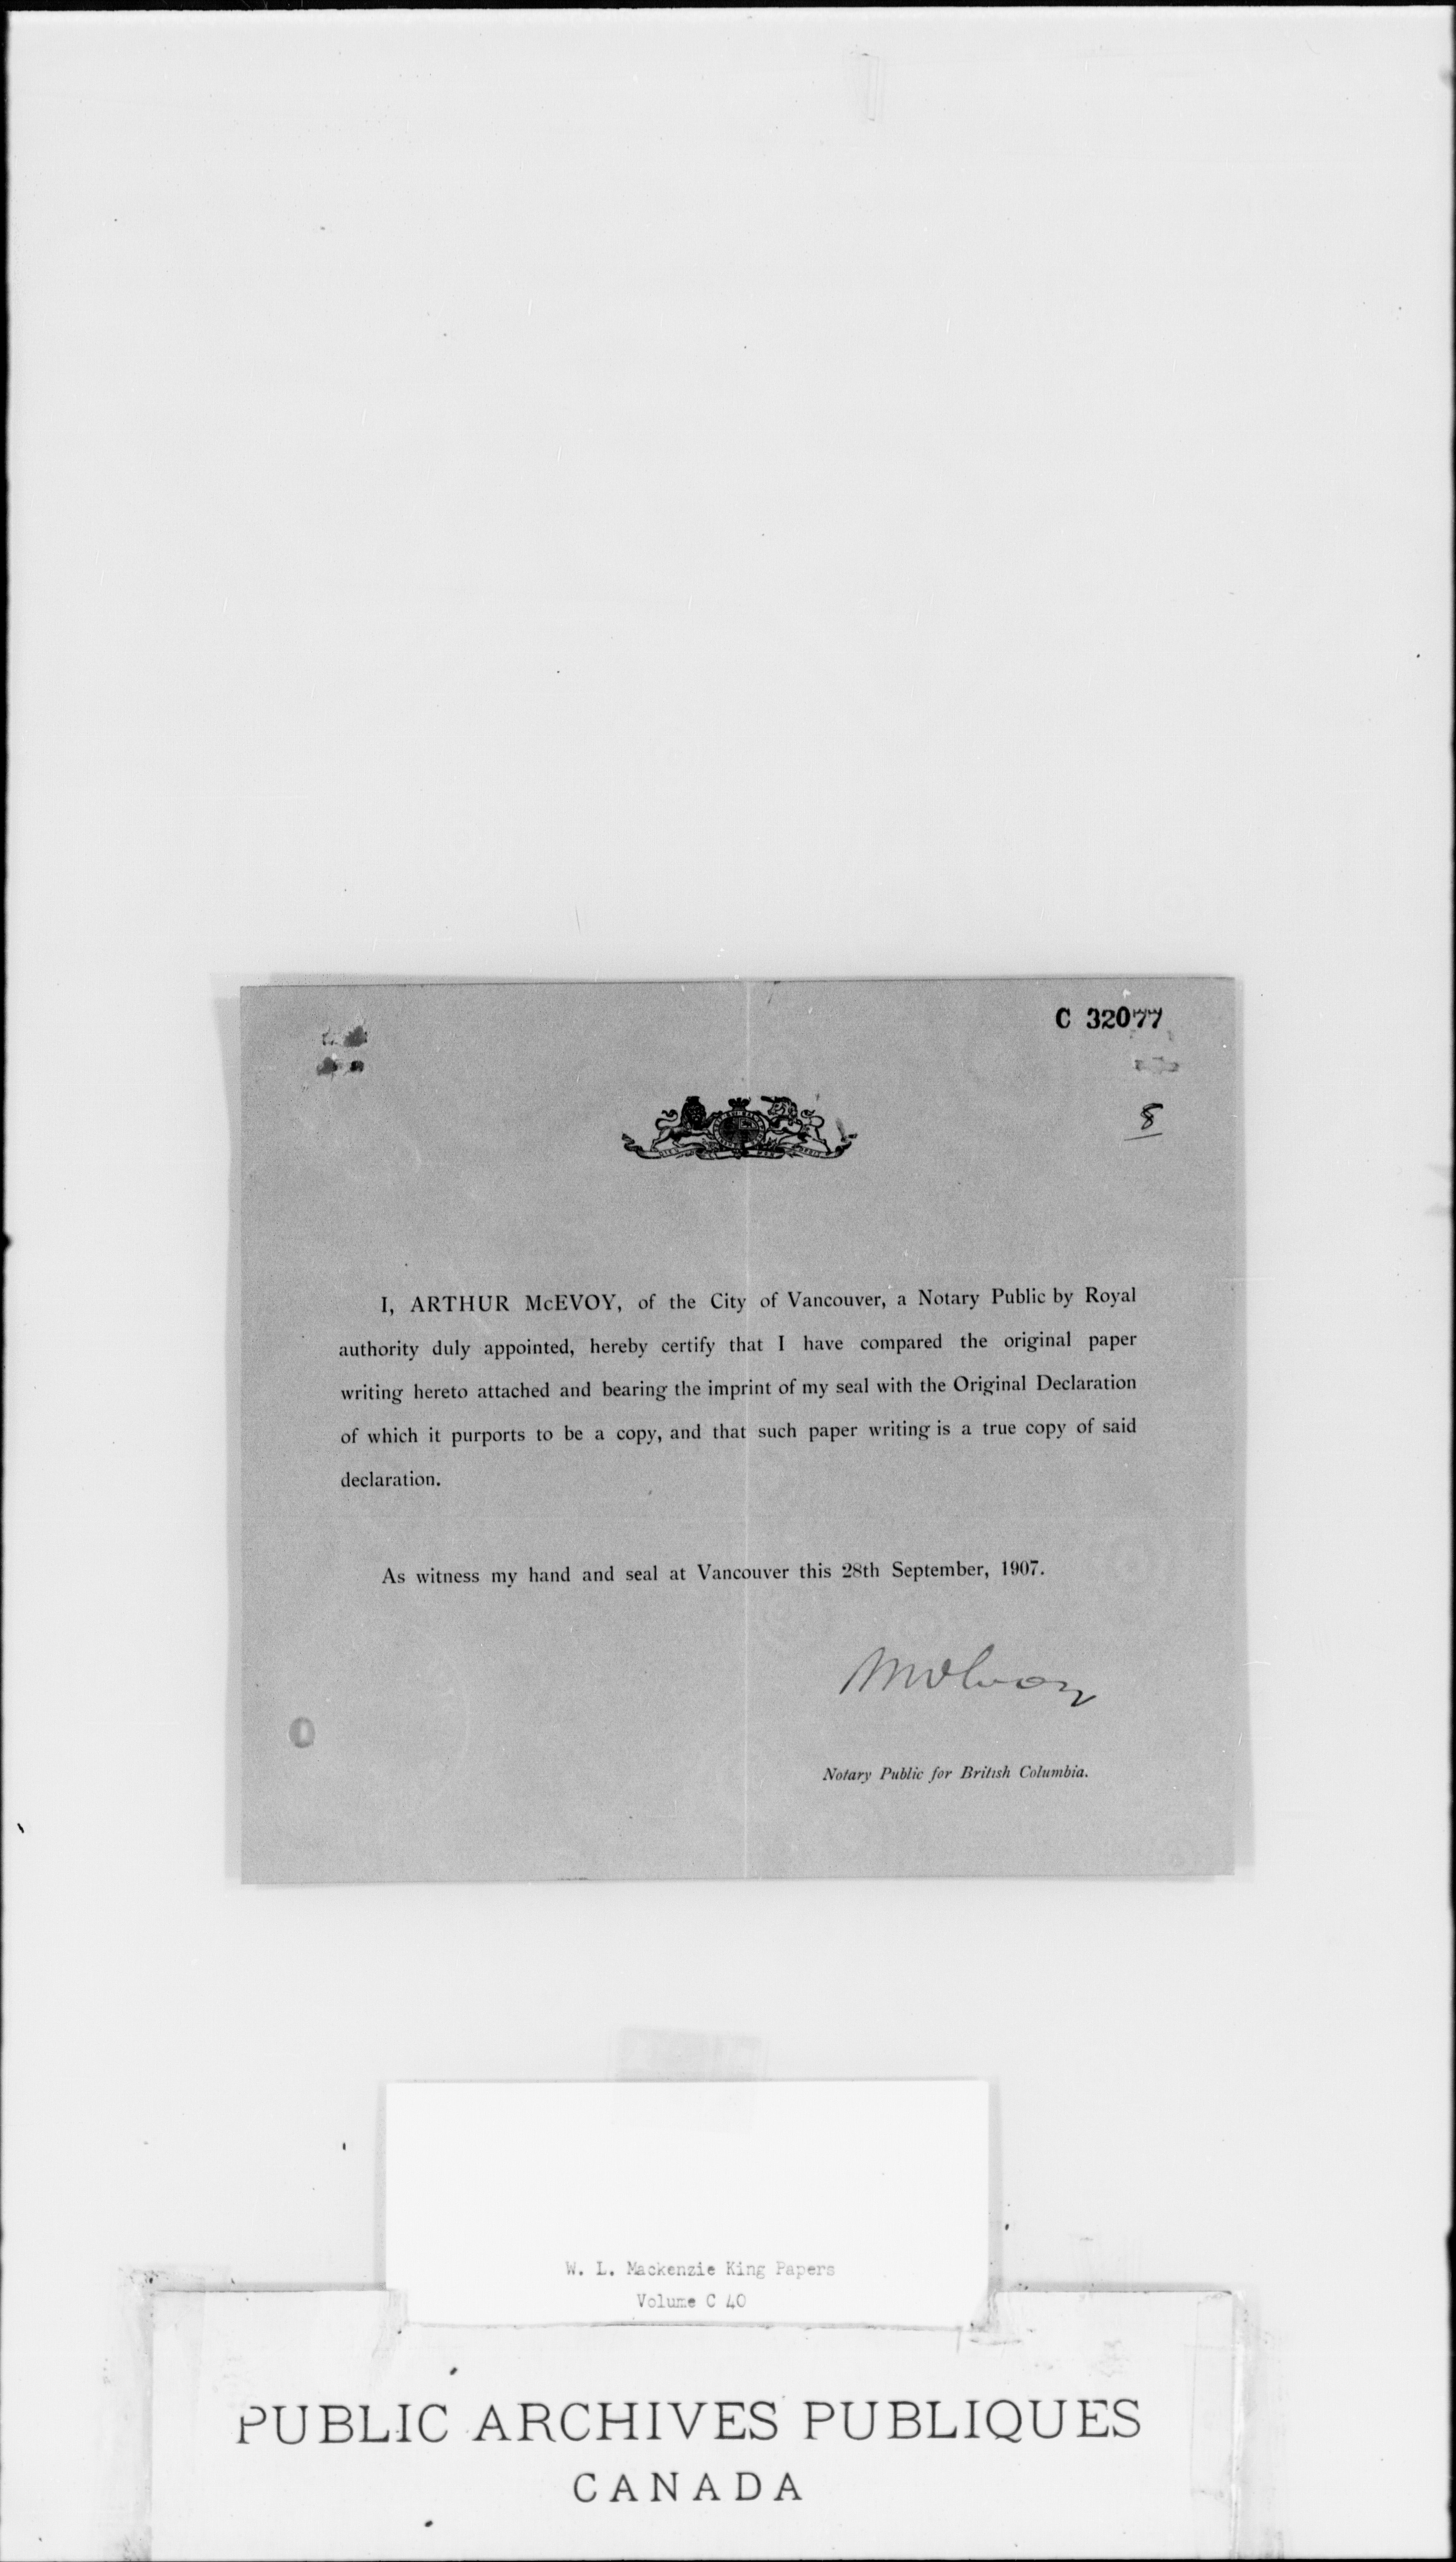 C 32077
8
I, ARTHUR McEVOY, of the City of Vancouver, a Notary Public by Royal
authority duly appointed, hereby certify that I have compared the original paper
writing hereto attached and bearing the imprint of my seal with the Original Declaration
of which it purports to be a copy, and that such paper writing is a true copy of said
declaration.
As witness my hand and seal at Vancouver this 28th September, 1907.
Notary Public for British Columbia.
W. L. Mackenzie King Papers
Volume C 40
PUBLIC ARCHIVES PUBLIQUES
CANADA